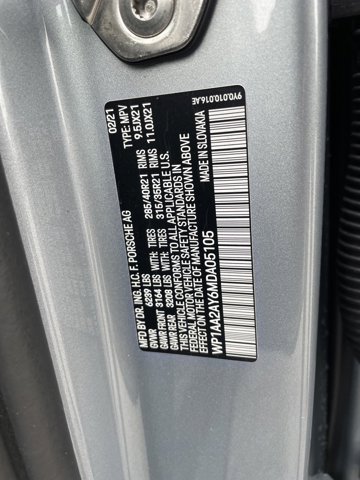 MFD BY DR. ING. H.C. F. PORSCHE AG 02/21
GVWR 6239 LBS TYPE: MPV
GAWR FRONT 3164 LBS WITH: TIRES 285/40R21 RIMS 9.5JX21
GAWR REAR 3208 LBS WITH: TIRES 315/35R21 RIMS 11.0JX21
THIS VEHICLE CONFORMS TO ALL APPLICABLE U.S.
FEDERAL MOTOR VEHICLE SAFETY STANDARDS IN
EFFECT ON THE DATE OF MANUFACTURE SHOWN ABOVE
WP1AA2AY6MDA05105
MADE IN SLOVAKIA
9Y0.010.016.AE